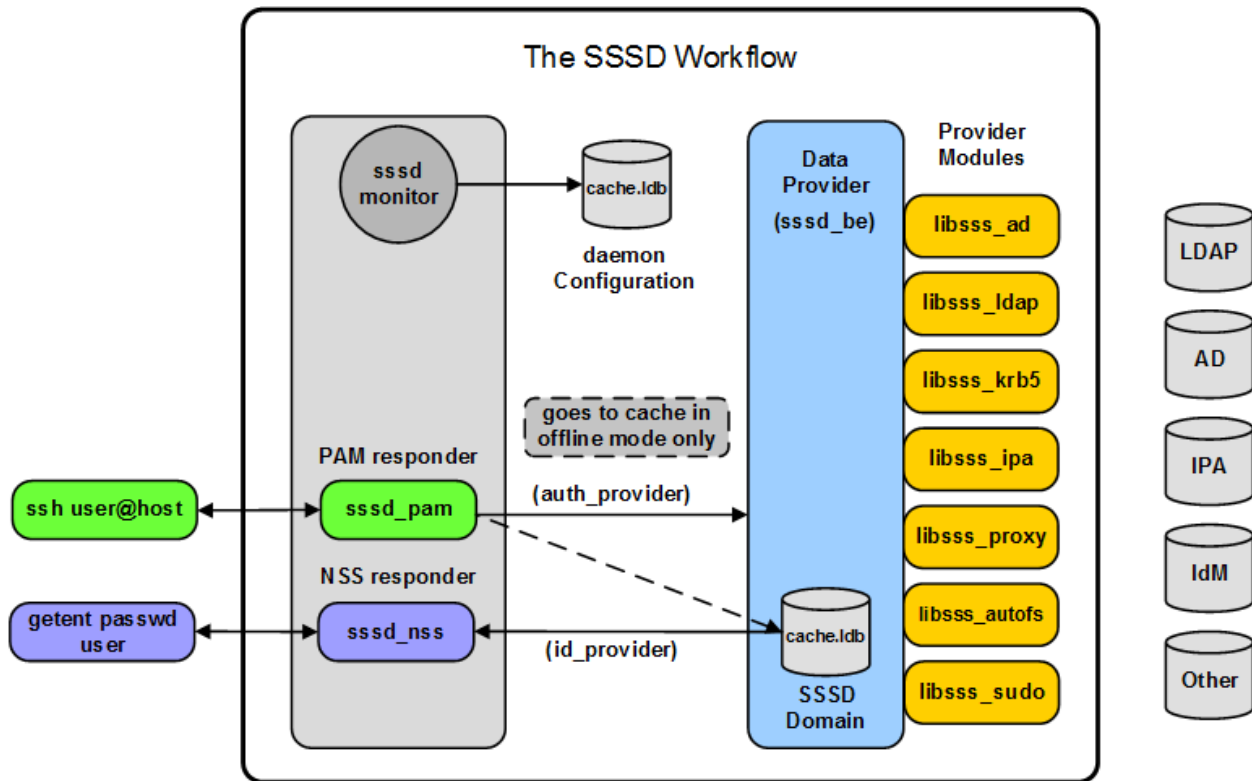 The SSSD Workflow
sssd
monitor
cache.ldb
daemon
Configuration
Data
Provider
(sssd_be)
Provider
Modules
libsss_ad
libsss_ldap
libsss_krb5
libsss_ipa
libsss_proxy
libsss_autofs
libsss_sudo
LDAP
AD
IPA
IdM
Other
goes to cache in
offline mode only
PAM responder
ssh user@host
sssd_pam
(auth_provider)
NSS responder
getent passwd
user
sssd_nss
(id_provider)
cache.ldb
SSSD
Domain